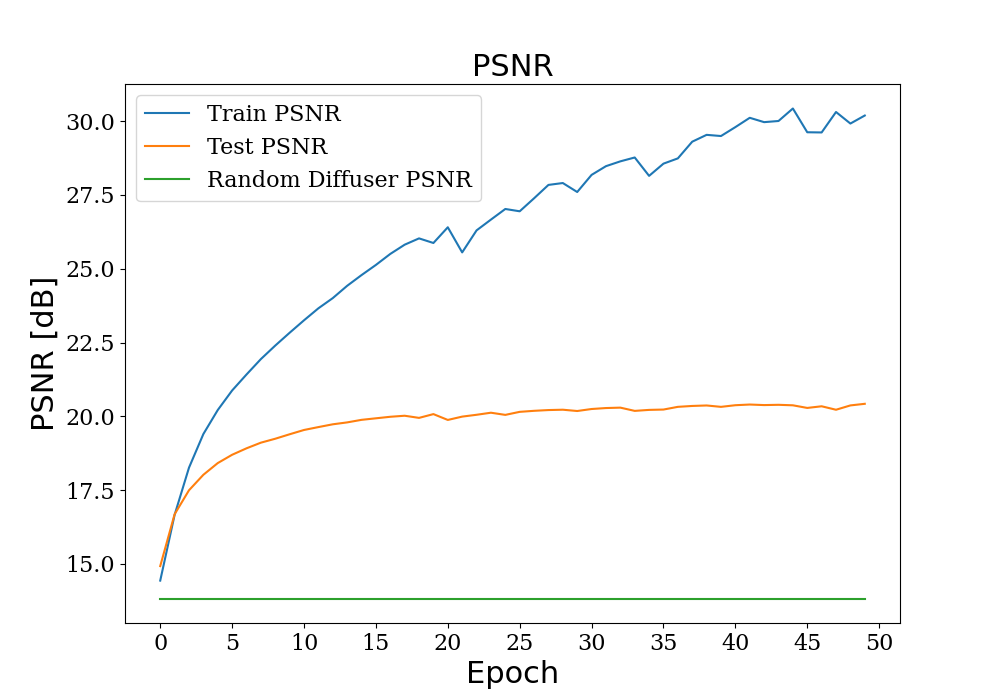 PSNR
Train PSNR
Test PSNR
Random Diffuser PSNR
PSNR [dB]
30.0
27.5
25.0
22.5
20.0
17.5
15.0
0 5 10 15 20 25 30 35 40 45 50
Epoch